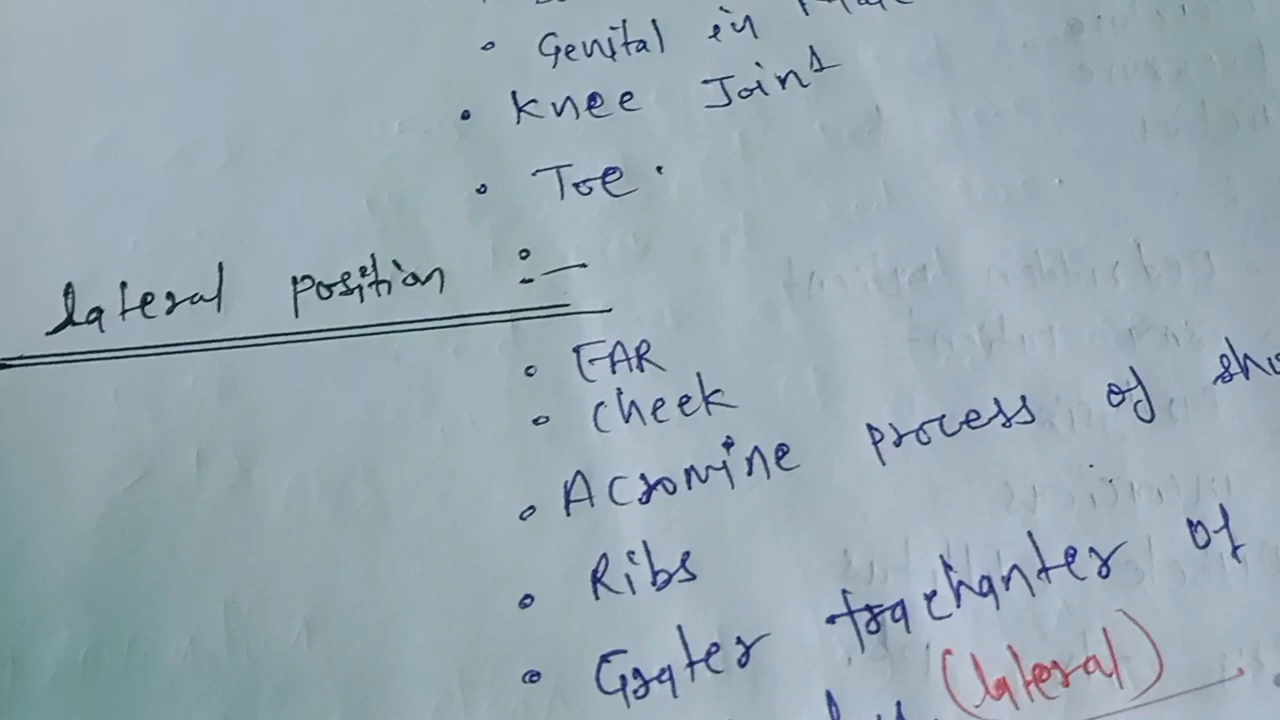 • Genital in
• Knee Joint
• Toe .
lateral position :-
• EAR
• cheek
• Acromine process of
• Ribs
• Grater trachanter of
(lateral)